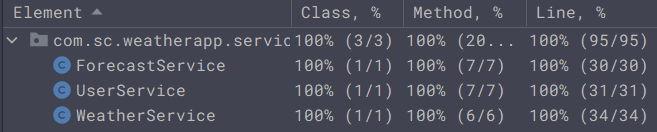 Element Class, % Method, % Line, %
com.sc.weatherapp.servic 100% (3/3) 100% (20... 100% (95/95)
ForecastService 100% (1/1) 100% (7/7) 100% (30/30)
UserService 100% (1/1) 100% (7/7) 100% (31/31)
WeatherService 100% (1/1) 100% (6/6) 100% (34/34)